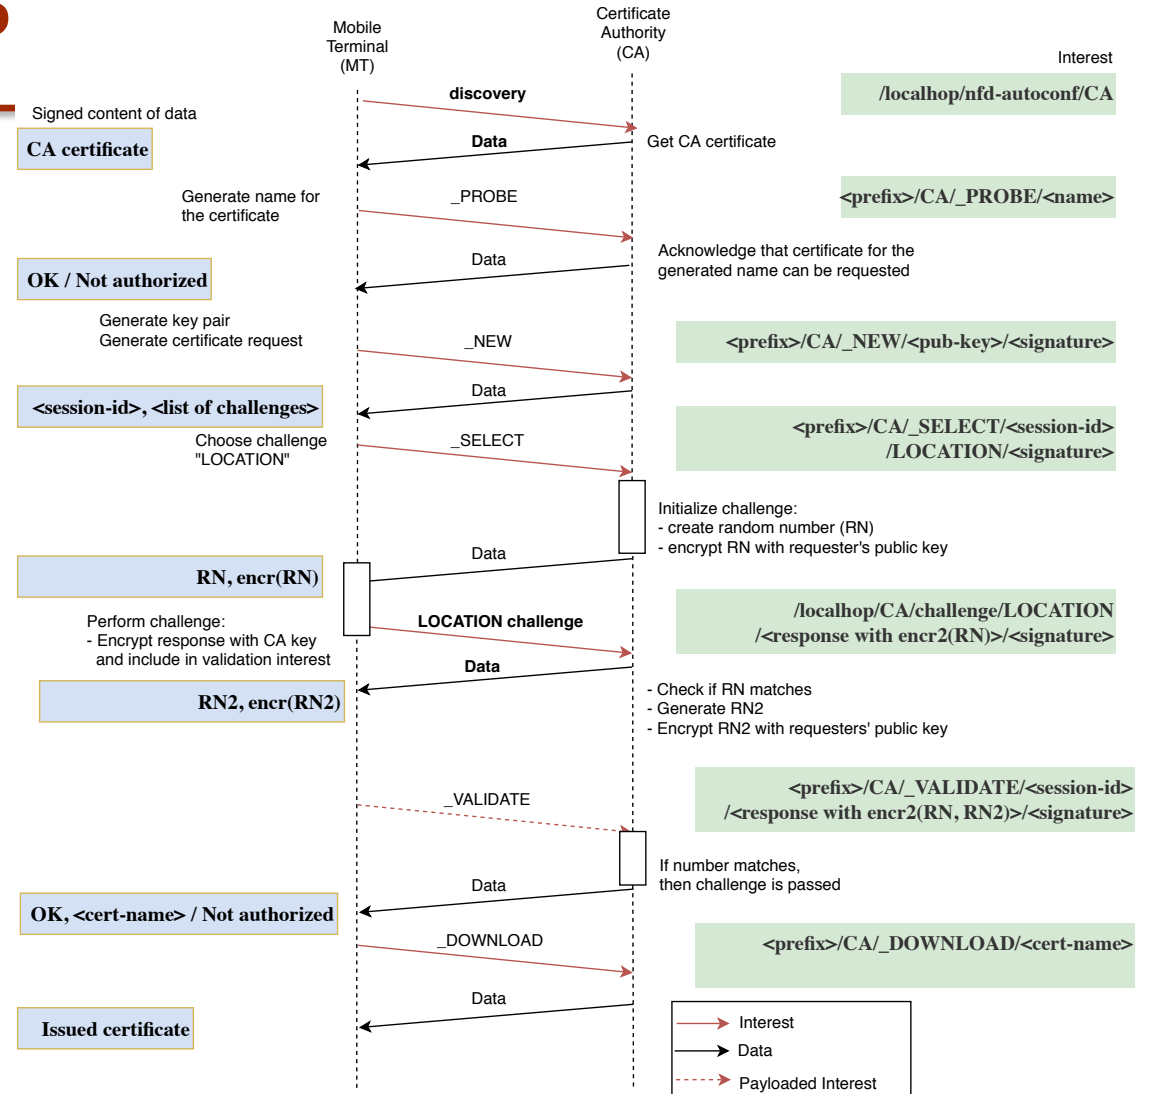 Mobile
Terminal
(MT)
Certificate
Authority
(CA)
Interest
discovery
/localhop/nfd-autoconf/CA
Signed content of data
CA certificate
Data
Get CA certificate
Generate name for
the certificate
_PROBE
<prefix>/CA/_PROBE/<name>
Data
Acknowledge that certificate for the
generated name can be requested
OK / Not authorized
Generate key pair
Generate certificate request
_NEW
<prefix>/CA/_NEW/<pub-key>/<signature>
Data
<session-id>, <list of challenges>
Choose challenge
"LOCATION"
_SELECT
<prefix>/CA/_SELECT/<session-id>
/LOCATION/<signature>
Initialize challenge:
- create random number (RN)
- encrypt RN with requester's public key
Data
RN, encr(RN)
Perform challenge:
- Encrypt response with CA key
and include in validation interest
LOCATION challenge
/localhop/CA/challenge/LOCATION
/<response with encr2(RN)>/<signature>
Data
RN2, encr(RN2)
- Check if RN matches
- Generate RN2
- Encrypt RN2 with requesters' public key
_VALIDATE
<prefix>/CA/_VALIDATE/<session-id>
/<response with encr2(RN, RN2)>/<signature>
If number matches,
then challenge is passed
Data
OK, <cert-name> / Not authorized
_DOWNLOAD
<prefix>/CA/_DOWNLOAD/<cert-name>
Data
Issued certificate
Interest
Data
Payloaded Interest